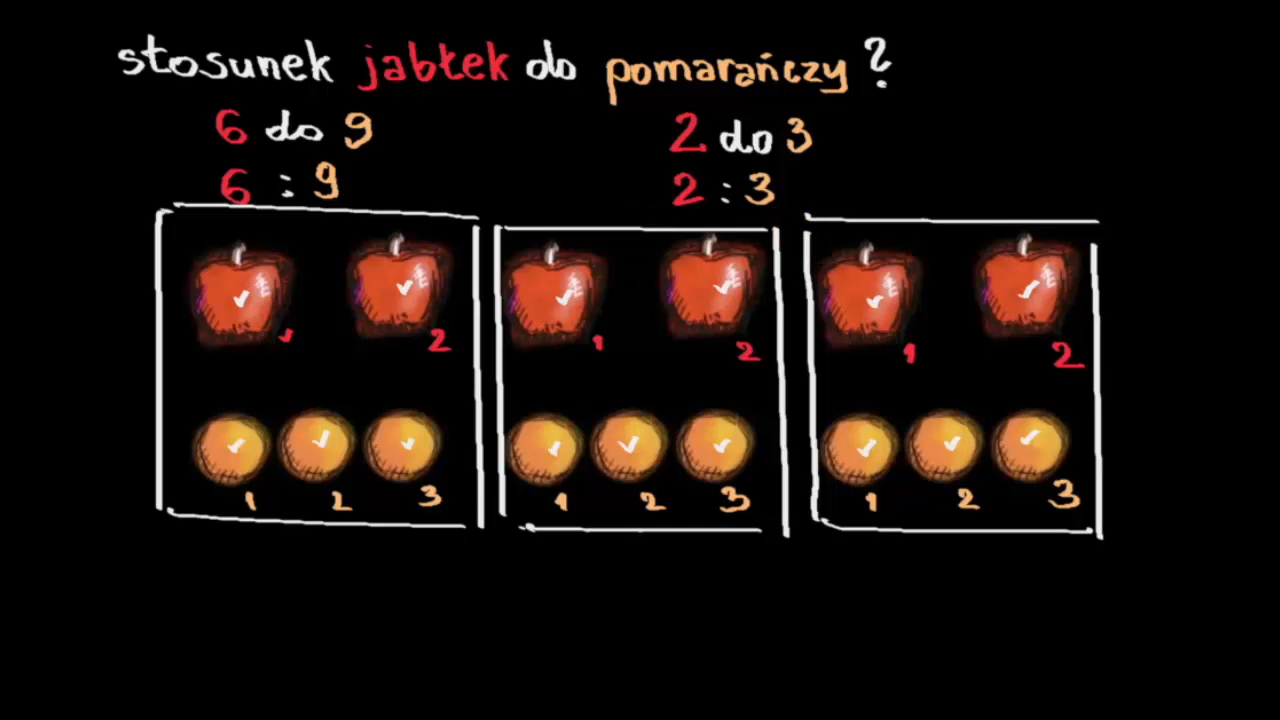 stosunek jabłek do pomarańczy?
6 do 9 2 do 3
6 : 9 2 : 3
2 1 2 1 2
1 2 3 1 2 3 1 2 3